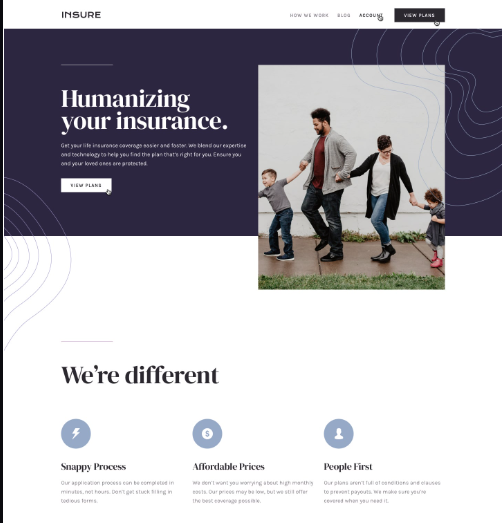 INSURE
HOW WE WORK BLOG ACCOUNT VIEW PLANS
Humanizing
your insurance.
Get your life insurance coverage easier and faster. We blend our expertise
and technology to help you find the plan that's right for you. Ensure you
and your loved ones are protected.
VIEW PLANS
We're different
Snappy Process
Our application process can be completed in
minutes, not hours. Don't get stuck filling in
tedious forms.
Affordable Prices
We don't want you worrying about high monthly
costs. Our prices may be low, but we still offer
the best coverage possible.
People First
Our plans aren't full of conditions and clauses
to prevent payouts. We make sure you're
covered when you need it.